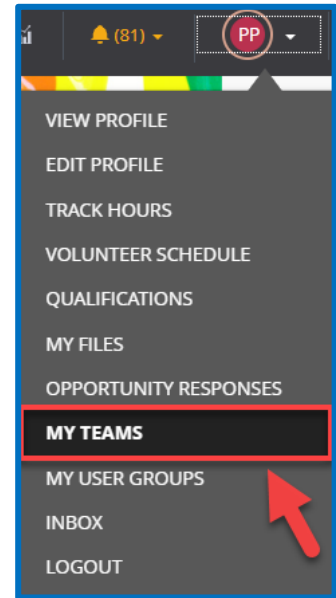 (81) PP
VIEW PROFILE
EDIT PROFILE
TRACK HOURS
VOLUNTEER SCHEDULE
QUALIFICATIONS
MY FILES
OPPORTUNITY RESPONSES
MY TEAMS
MY USER GROUPS
INBOX
LOGOUT